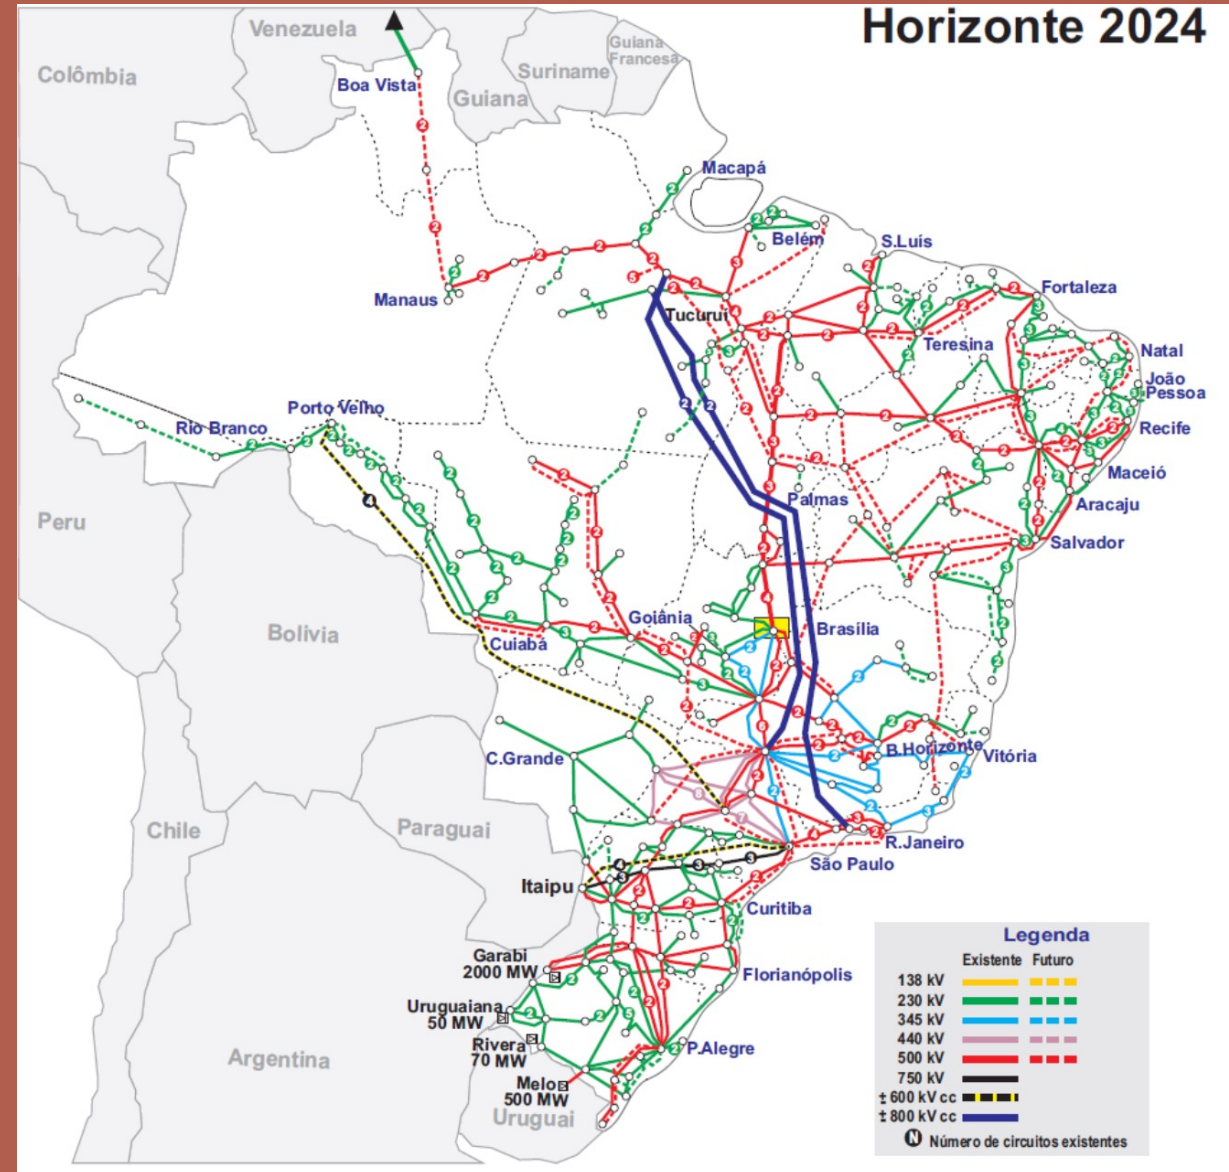 Horizonte 2024
Venezuela
Guiana
Francesa
Colômbia
Suriname
Boa Vista
Guiana
Macapá
Belém
S.Luís
Manaus
Fortaleza
Tucuruí
Teresina
Natal
João
Pessoa
Porto Velho
Rio Branco
Recife
Maceió
Palmas
Aracaju
Peru
Salvador
Goiânia
Brasília
Bolívia
Cuiabá
C.Grande
B.Horizonte
Vitória
Chile
Paraguai
R.Janeiro
São Paulo
Itaipu
Curitiba
Garabi
2000 MW
Florianópolis
Uruguaiana
50 MW
Rivera
70 MW
P.Alegre
Argentina
Melo
500 MW
Uruguai
Legenda
Existente Futuro
138 kV
230 kV
345 kV
440 kV
500 kV
750 kV
±600 kV cc
±800 kV cc
N Número de circuitos existentes